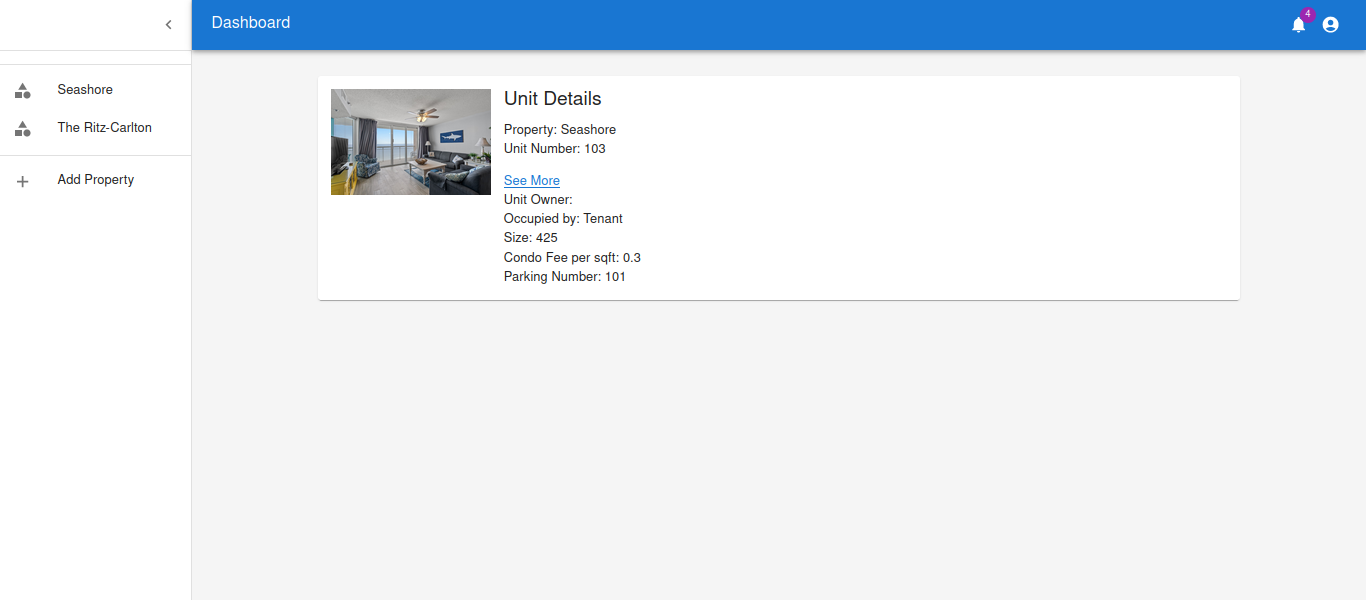 Dashboard
4
Seashore
The Ritz-Carlton
Add Property
Unit Details
Property: Seashore
Unit Number: 103
See More
Unit Owner:
Occupied by: Tenant
Size: 425
Condo Fee per sqft: 0.3
Parking Number: 101